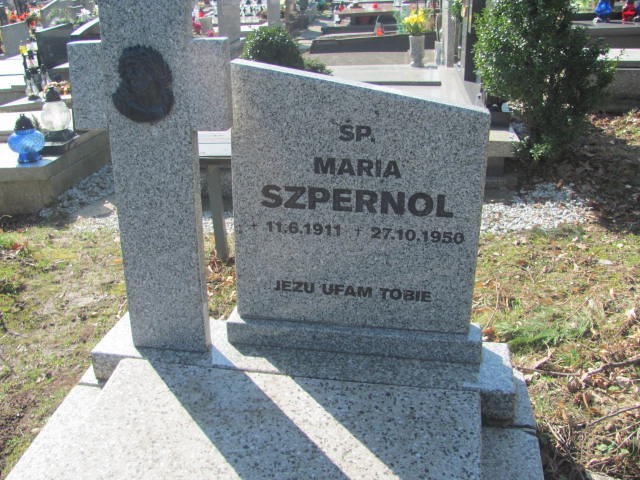 ŚP.
MARIA
SZPERNOL
* 11.6.1911 † 27.10.1950
JEZU UFAM TOBIE